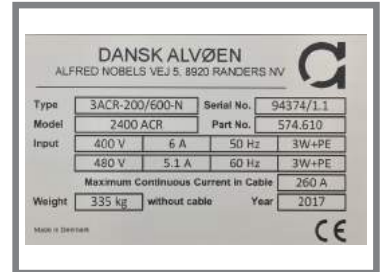 DANSK ALVØEN
ALFRED NOBELS VEJ 5, 8920 RANDERS NV
Type 3ACR-200/600-N Serial No. 94374/1.1
Model 2400 ACR Part No. 574.610
Input 400 V 6 A 50 Hz 3W+PE
480 V 5.1 A 60 Hz 3W+PE
Maximum Continuous Current in Cable 260 A
Weight 335 kg without cable Year 2017
Made in Denmark CE